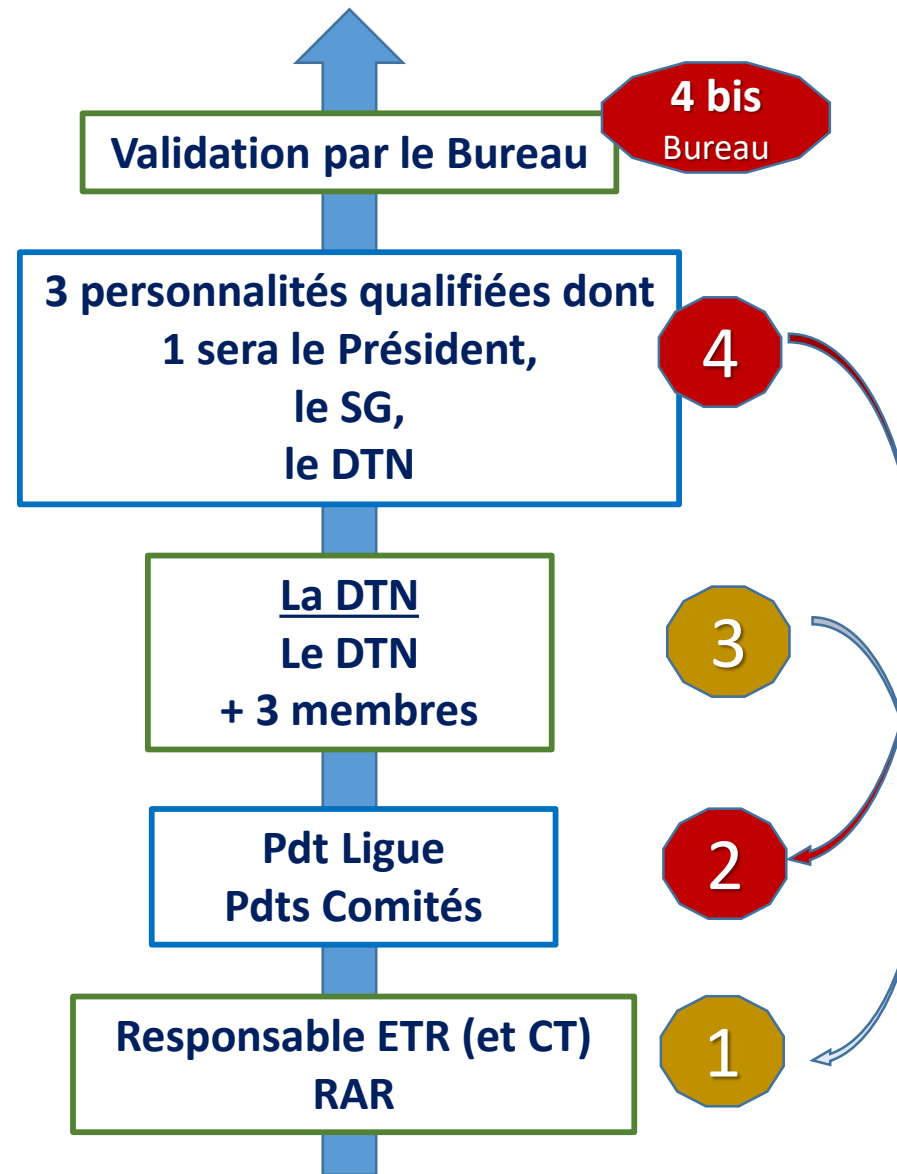 4 bis
Bureau
Validation par le Bureau
3 personnalités qualifiées dont
1 sera le Président,
le SG,
le DTN
4
La DTN
Le DTN
+ 3 membres
3
Pdt Ligue
Pdts Comités
2
Responsable ETR (et CT)
RAR
1